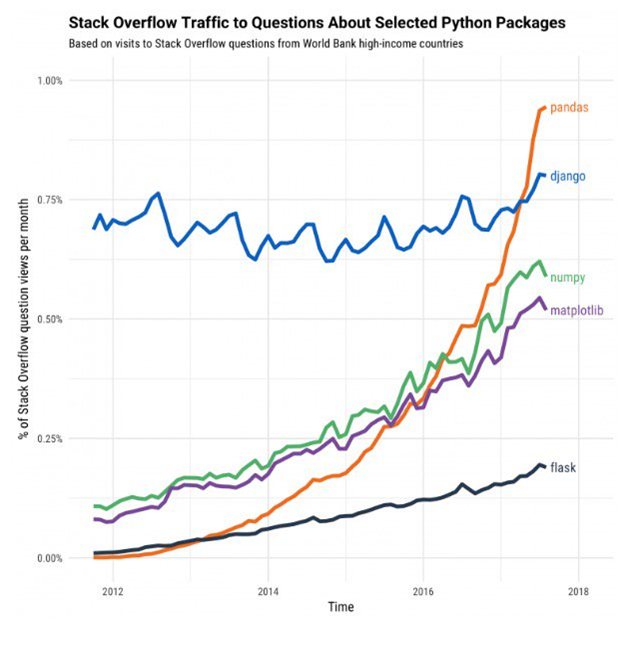 Stack Overflow Traffic to Questions About Selected Python Packages
Based on visits to Stack Overflow questions from World Bank high-income countries
% of Stack Overflow question views per month
1.00%
0.75%
0.50%
0.25%
0.00%
pandas
django
numpy
matplotlib
flask
2012
2014
2016
2018
Time